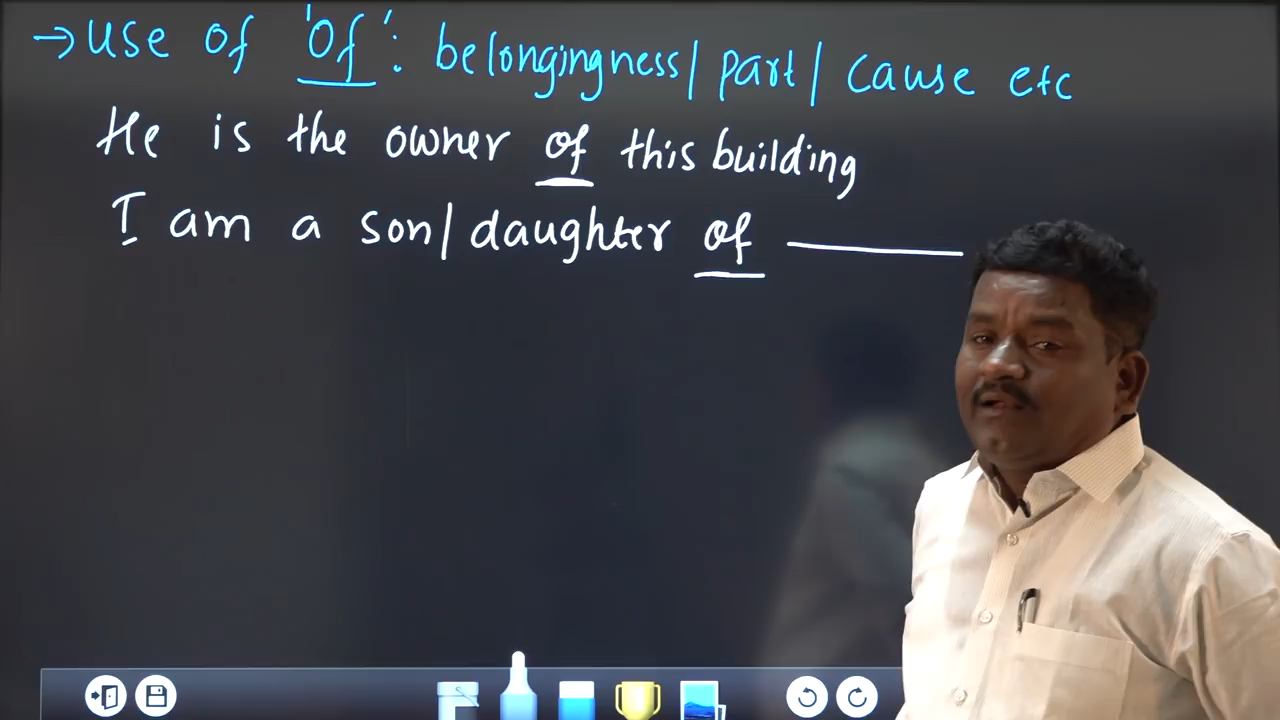 → Use of 'Of': belongingness/ part/ cause etc
He is the owner of this building
I am a son/daughter of ______